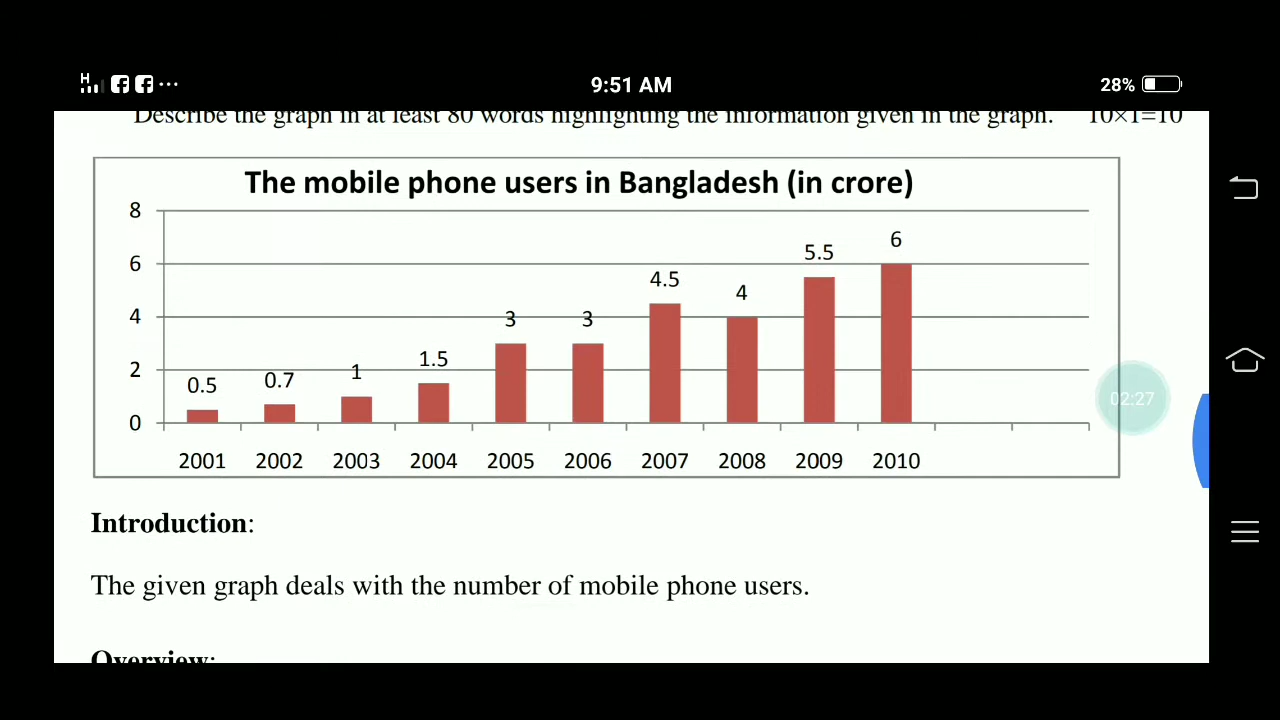 H
9:51 AM
28%
Describe the graph in at least 80 words highlighting the information given in the graph. 10×1=10
The mobile phone users in Bangladesh (in crore)
8
6
4
2
0
0.5 0.7 1 1.5 3 3 4.5 4 5.5 6
2001 2002 2003 2004 2005 2006 2007 2008 2009 2010
02:27
Introduction:
The given graph deals with the number of mobile phone users.
Overview: